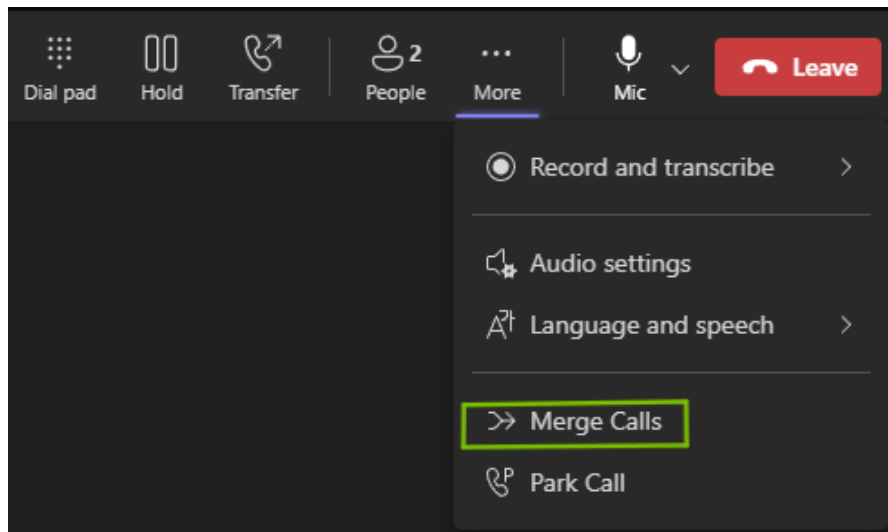 2
Dial pad
Hold
Transfer
People
More
Mic
Leave
Record and transcribe
Audio settings
Language and speech
Merge Calls
Park Call